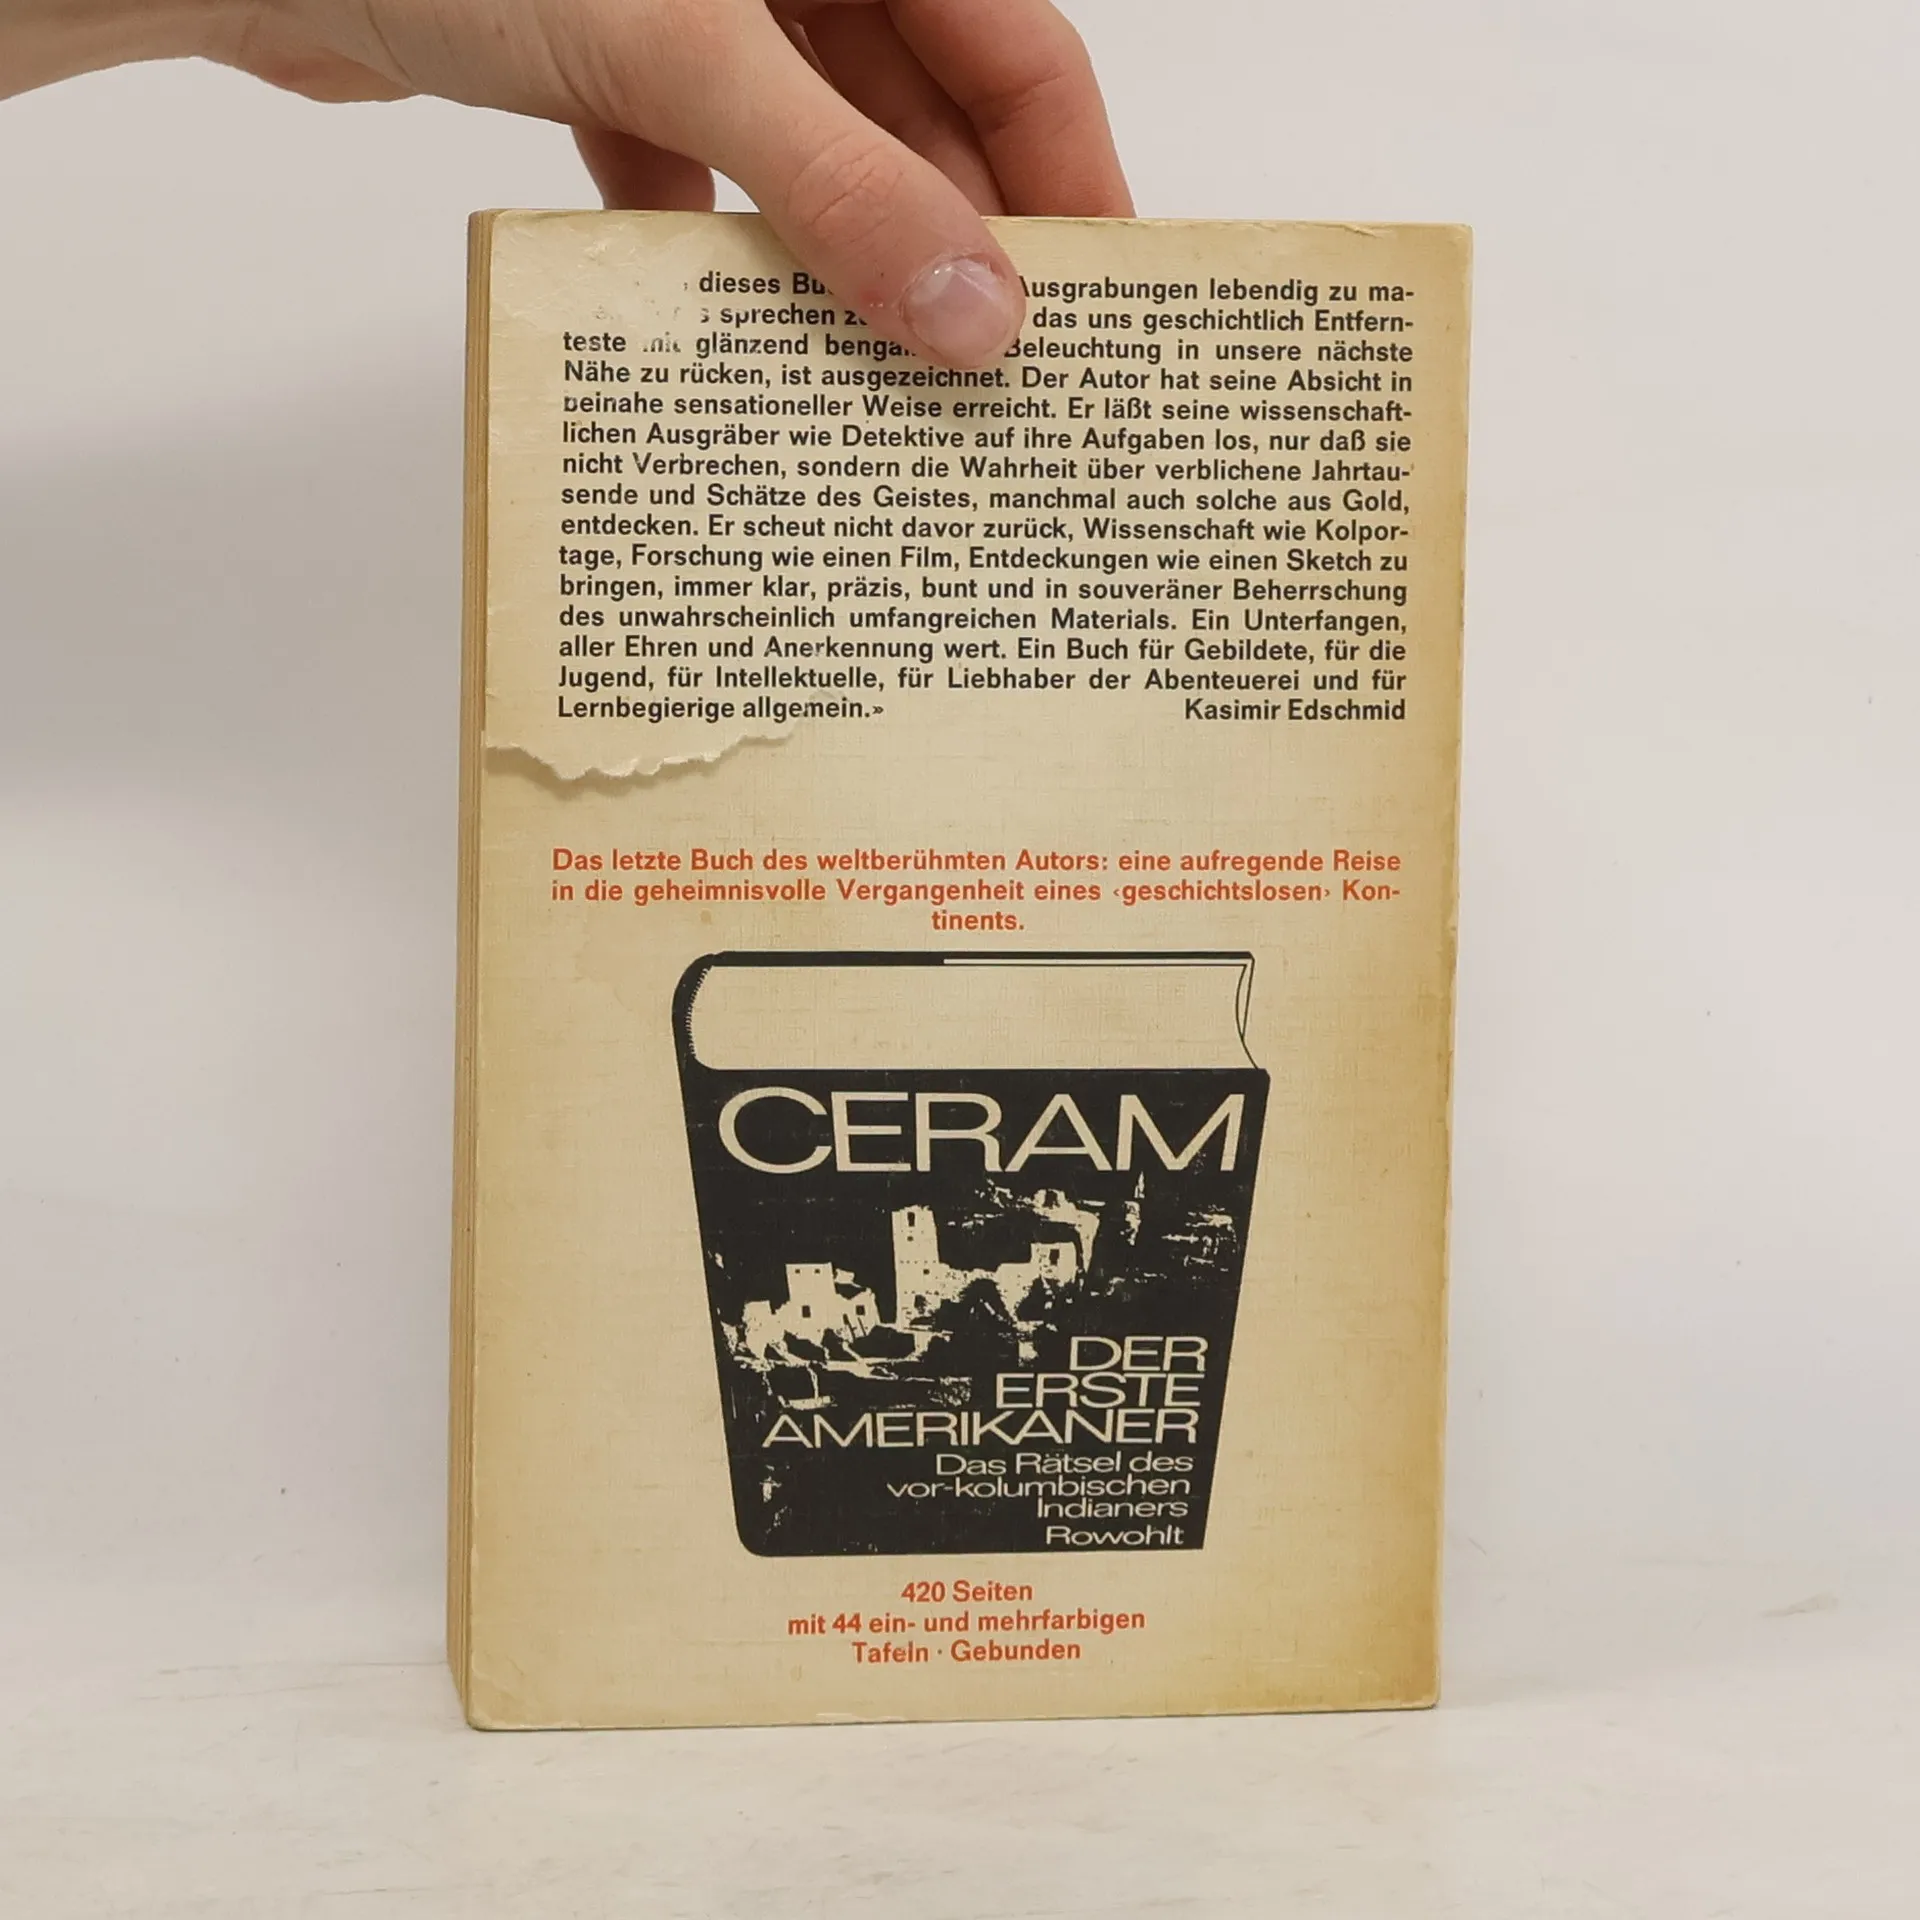 dieses Ausgrabungen lebendig zu ma-
sprechen das uns geschichtlich Entfern-
teste glänzend Beleuchtung in unsere nächste
Nähe zu rücken, ist ausgezeichnet. Der Autor hat seine Absicht in
beinahe sensationeller Weise erreicht. Er läßt seine wissenschaft-
lichen Ausgräber wie Detektive auf ihre Aufgaben los, nur daß sie
nicht Verbrechen, sondern die Wahrheit über verblichene Jahrtau-
sende und Schätze des Geistes, manchmal auch solche aus Gold,
entdecken. Er scheut nicht davor zurück, Wissenschaft wie Kolpor-
tage, Forschung wie einen Film, Entdeckungen wie einen Sketch zu
bringen, immer klar, präzis, bunt und in souveräner Beherrschung
des unwahrscheinlich umfangreichen Materials. Ein Unterfangen,
aller Ehren und Anerkennung wert. Ein Buch für Gebildete, für die
Jugend, für Intellektuelle, für Liebhaber der Abenteuerei und für
Lernbegierige allgemein.» Kasimir Edschmid
Das letzte Buch des weltberühmten Autors: eine aufregende Reise
in die geheimnisvolle Vergangenheit eines ‹geschichtslosen› Kon-
tinents.
CERAM
DER
ERSTE
AMERIKANER
Das Rätsel des
vor-kolumbischen
Indianers
Rowohlt
420 Seiten
mit 44 ein- und mehrfarbigen
Tafeln · Gebunden